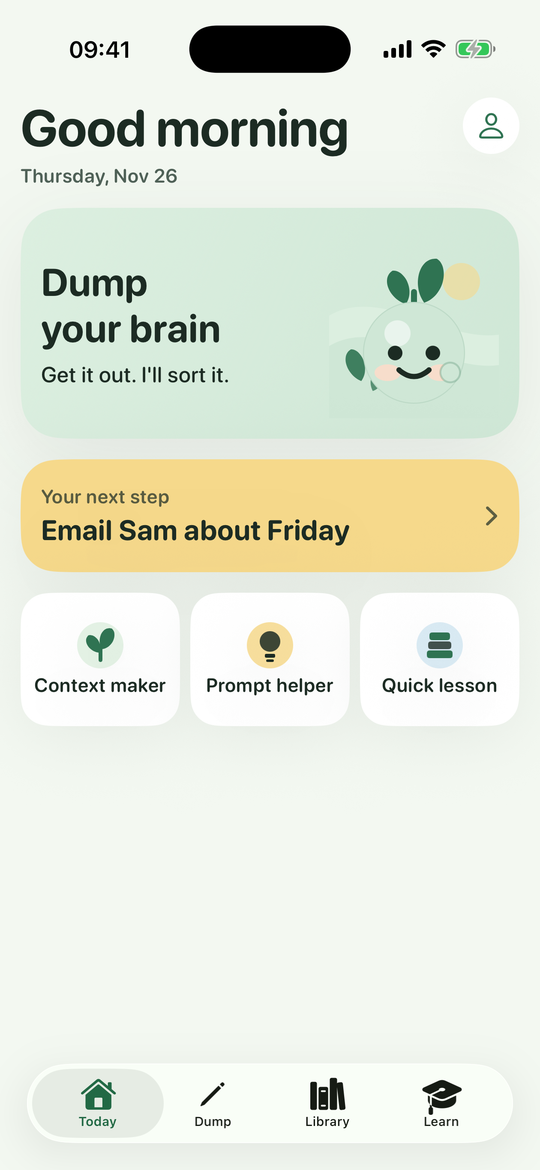 09:41
Good morning
Thursday, Nov 26
Dump
your brain
Get it out. I'll sort it.
Your next step
Email Sam about Friday
Context maker
Prompt helper
Quick lesson
Today
Dump
Library
Learn